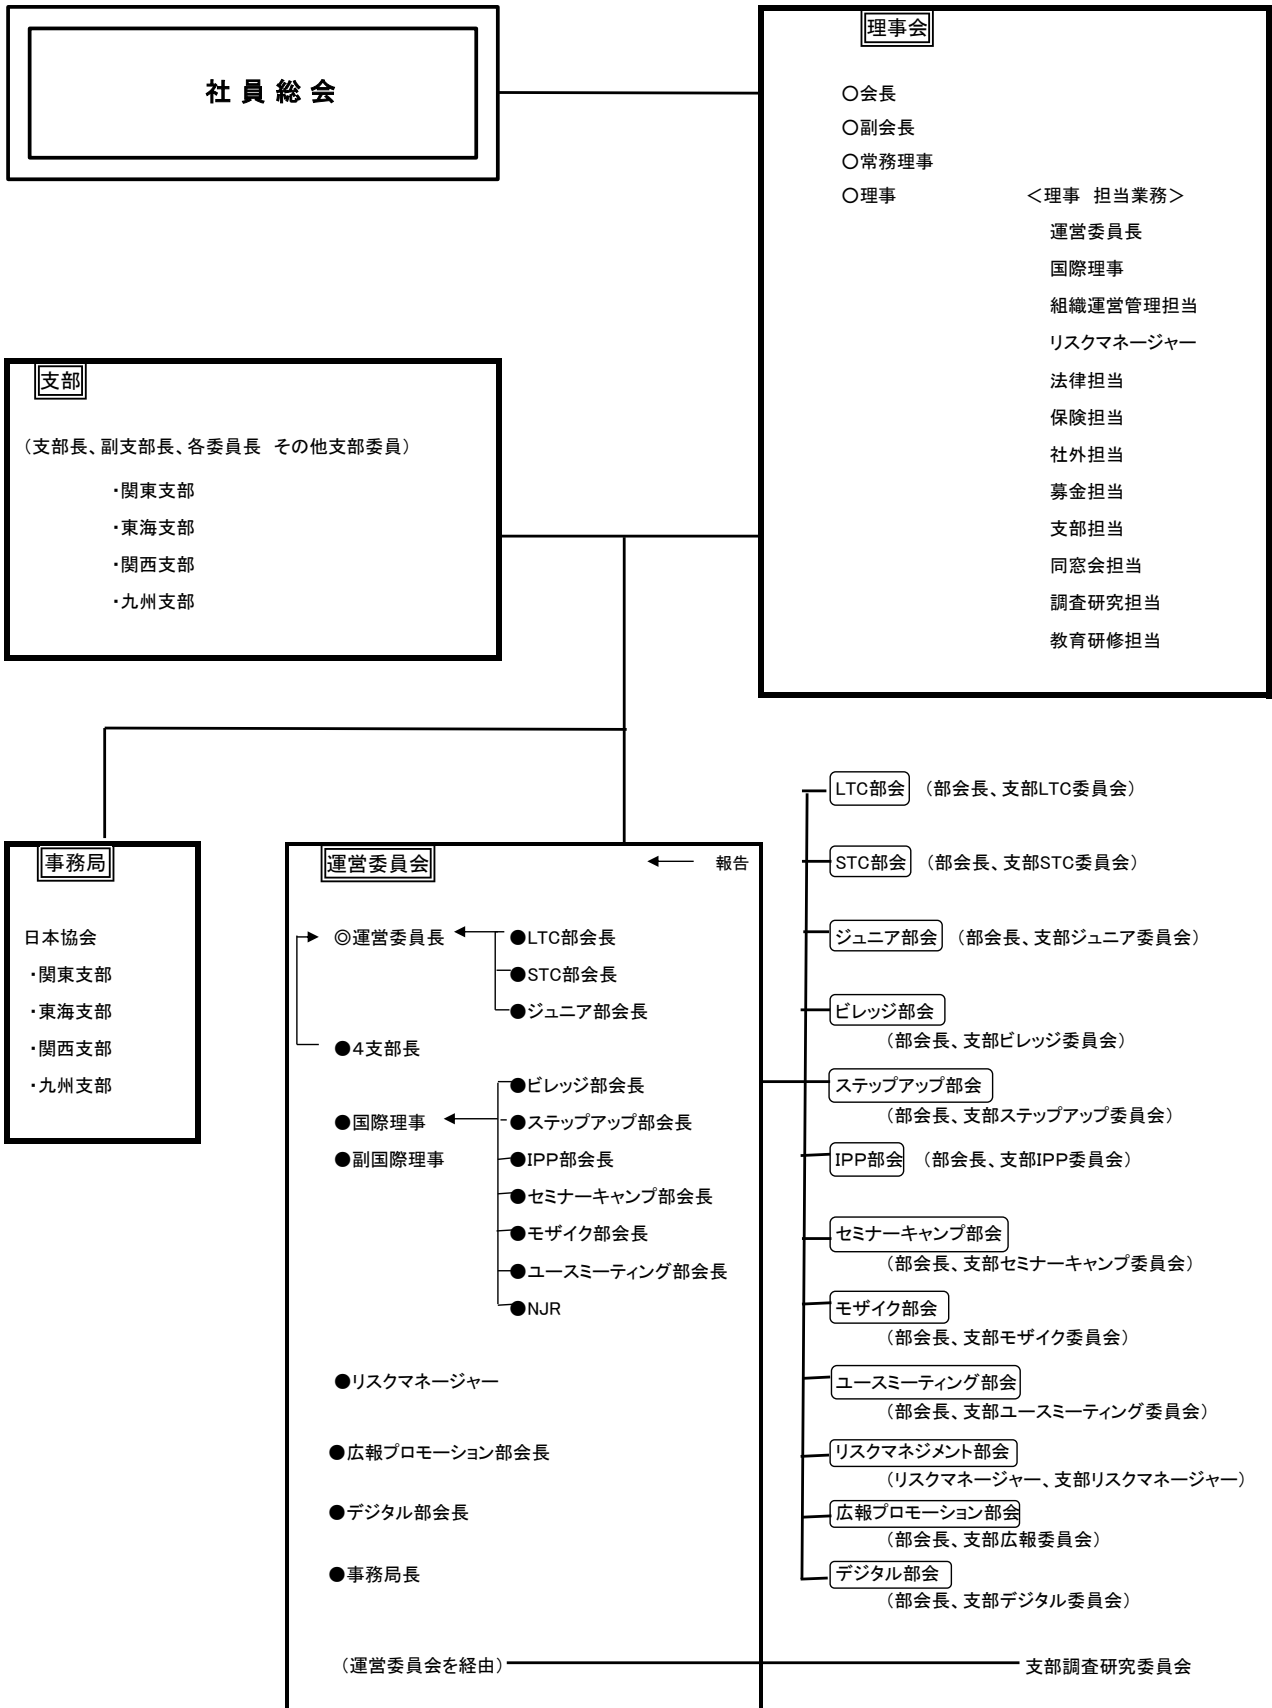 社員総会
理事会
○会長
○副会長
○常務理事
○理事 ＜理事 担当業務＞
運営委員長
国際理事
組織運営管理担当
リスクマネージャー
法律担当
保険担当
社外担当
募金担当
支部担当
同窓会担当
調査研究担当
教育研修担当
支部
（支部長、副支部長、各委員長 その他支部委員）
・関東支部
・東海支部
・関西支部
・九州支部
事務局
日本協会
・関東支部
・東海支部
・関西支部
・九州支部
運営委員会 報告
◎運営委員長 ●LTC部会長
●STC部会長
●ジュニア部会長
●４支部長
●ビレッジ部会長
●国際理事 ●ステップアップ部会長
●副国際理事 ●IPP部会長
●セミナーキャンプ部会長
●モザイク部会長
●ユースミーティング部会長
●NJR
●リスクマネージャー
●広報プロモーション部会長
●デジタル部会長
●事務局長
（運営委員会を経由） 支部調査研究委員会
LTC部会 （部会長、支部LTC委員会）
STC部会 （部会長、支部STC委員会）
ジュニア部会 （部会長、支部ジュニア委員会）
ビレッジ部会
（部会長、支部ビレッジ委員会）
ステップアップ部会
（部会長、支部ステップアップ委員会）
IPP部会 （部会長、支部IPP委員会）
セミナーキャンプ部会
（部会長、支部セミナーキャンプ委員会）
モザイク部会
（部会長、支部モザイク委員会）
ユースミーティング部会
（部会長、支部ユースミーティング委員会）
リスクマネジメント部会
（リスクマネージャー、支部リスクマネージャー）
広報プロモーション部会
（部会長、支部広報委員会）
デジタル部会
（部会長、支部デジタル委員会）